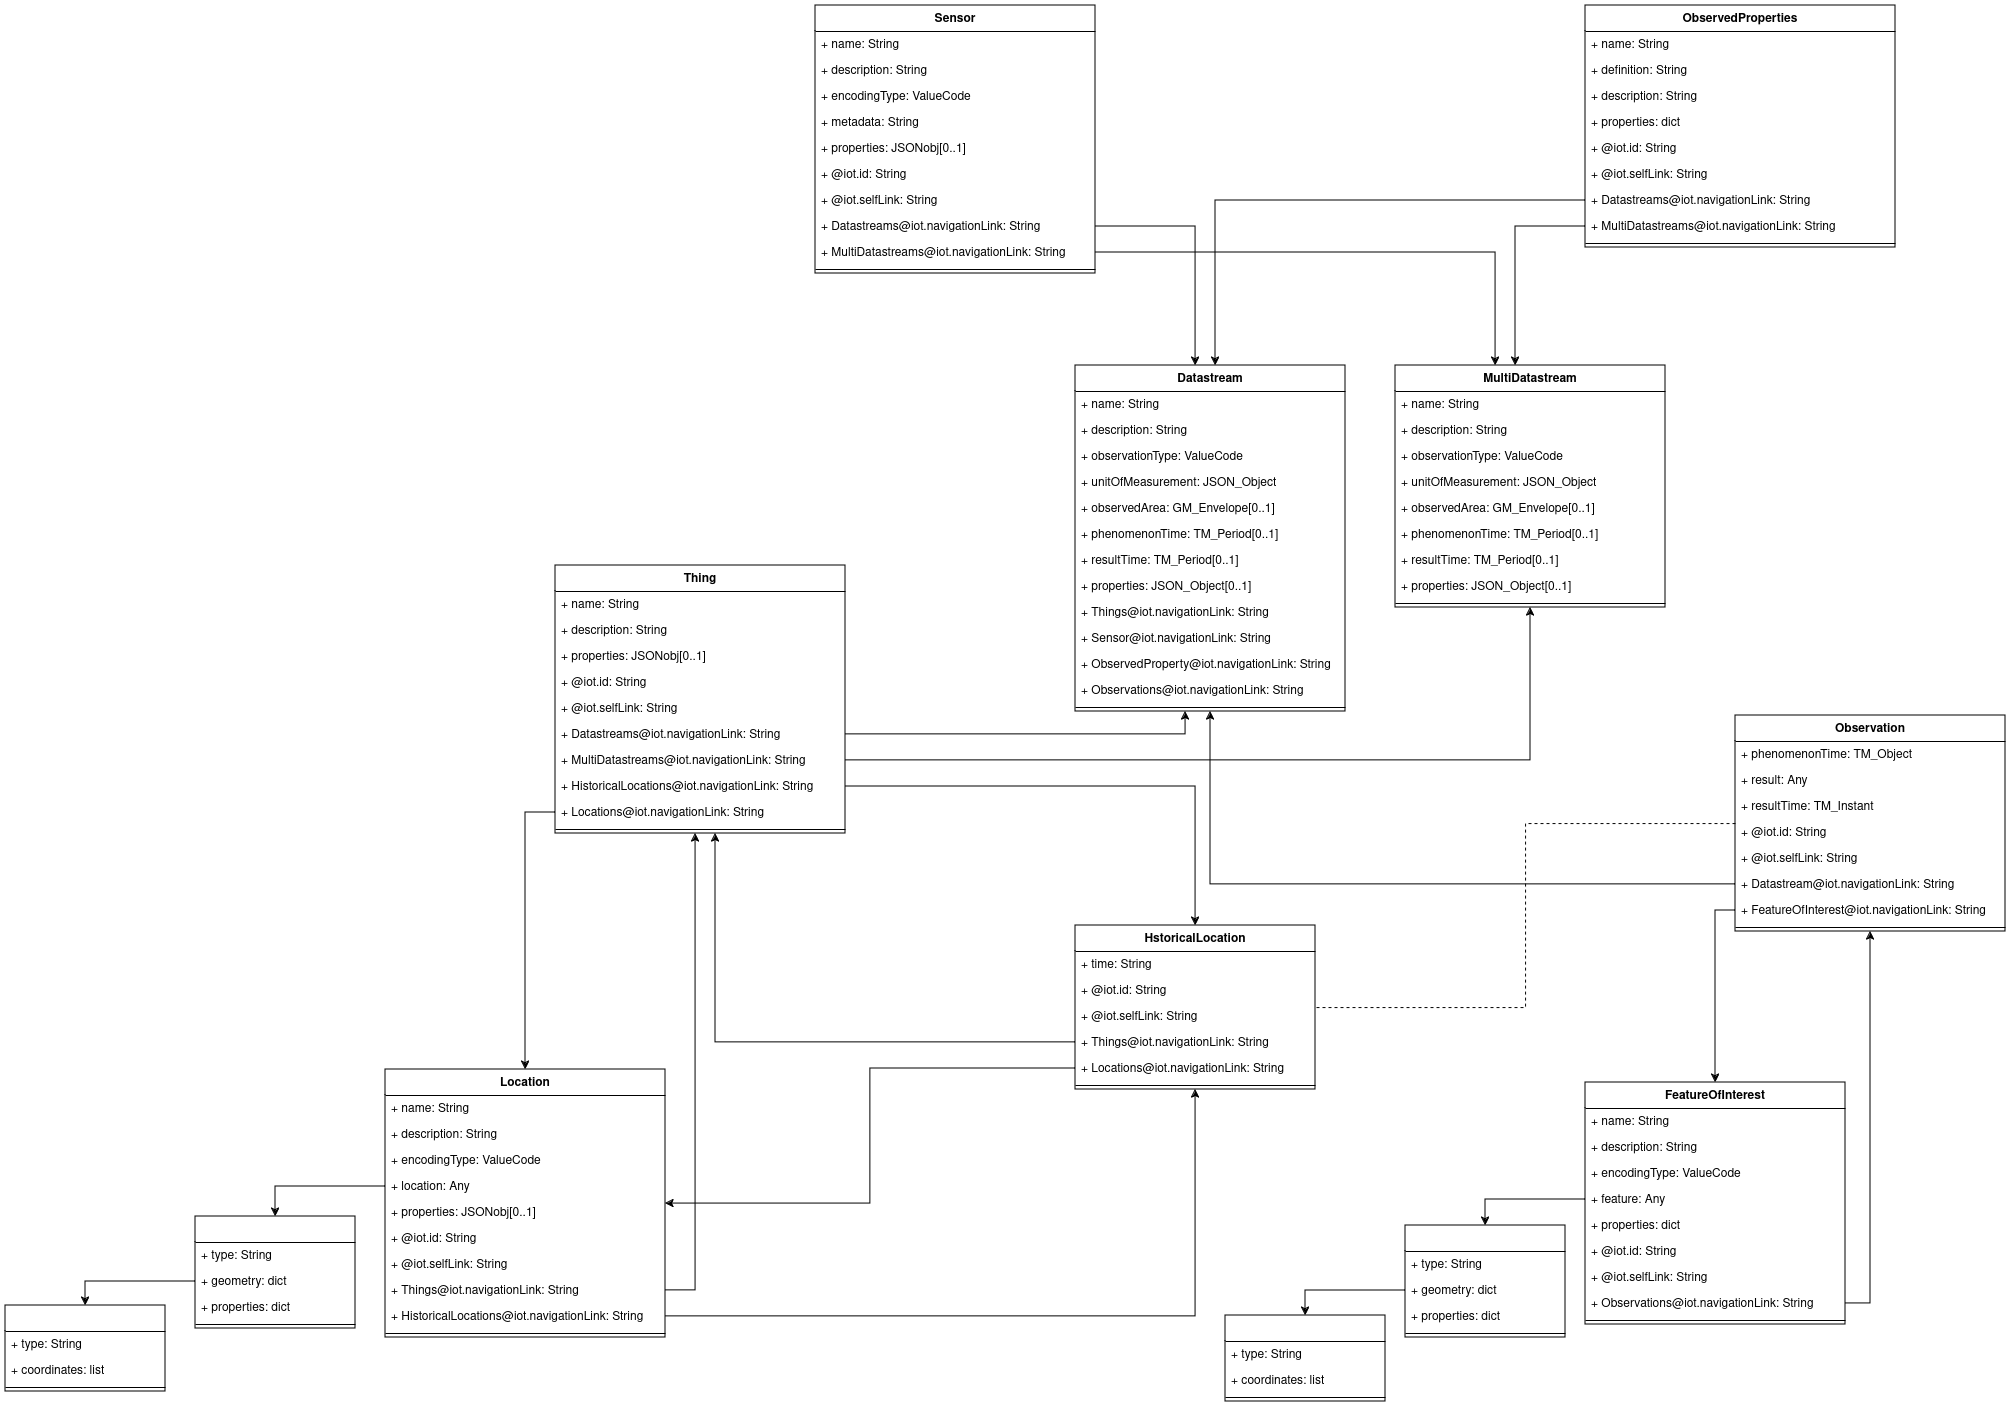 Sensor
+ name: String
+ description: String
+ encodingType: ValueCode
+ metadata: String
+ properties: JSONobj[0..1]
+ @iot.id: String
+ @iot.selfLink: String
+ Datastreams@iot.navigationLink: String
+ MultiDatastreams@iot.navigationLink: String
ObservedProperties
+ name: String
+ definition: String
+ description: String
+ properties: dict
+ @iot.id: String
+ @iot.selfLink: String
+ Datastreams@iot.navigationLink: String
+ MultiDatastreams@iot.navigationLink: String
Datastream
+ name: String
+ description: String
+ observationType: ValueCode
+ unitOfMeasurement: JSON_Object
+ observedArea: GM_Envelope[0..1]
+ phenomenonTime: TM_Period[0..1]
+ resultTime: TM_Period[0..1]
+ properties: JSON_Object[0..1]
+ Things@iot.navigationLink: String
+ Sensor@iot.navigationLink: String
+ ObservedProperty@iot.navigationLink: String
+ Observations@iot.navigationLink: String
MultiDatastream
+ name: String
+ description: String
+ observationType: ValueCode
+ unitOfMeasurement: JSON_Object
+ observedArea: GM_Envelope[0..1]
+ phenomenonTime: TM_Period[0..1]
+ resultTime: TM_Period[0..1]
+ properties: JSON_Object[0..1]
Thing
+ name: String
+ description: String
+ properties: JSONobj[0..1]
+ @iot.id: String
+ @iot.selfLink: String
+ Datastreams@iot.navigationLink: String
+ MultiDatastreams@iot.navigationLink: String
+ HistoricalLocations@iot.navigationLink: String
+ Locations@iot.navigationLink: String
Observation
+ phenomenonTime: TM_Object
+ result: Any
+ resultTime: TM_Instant
+ @iot.id: String
+ @iot.selfLink: String
+ Datastream@iot.navigationLink: String
+ FeatureOfInterest@iot.navigationLink: String
HstoricalLocation
+ time: String
+ @iot.id: String
+ @iot.selfLink: String
+ Things@iot.navigationLink: String
+ Locations@iot.navigationLink: String
Location
+ name: String
+ description: String
+ encodingType: ValueCode
+ location: Any
+ properties: JSONobj[0..1]
+ @iot.id: String
+ @iot.selfLink: String
+ Things@iot.navigationLink: String
+ HistoricalLocations@iot.navigationLink: String
FeatureOfInterest
+ name: String
+ description: String
+ encodingType: ValueCode
+ feature: Any
+ properties: dict
+ @iot.id: String
+ @iot.selfLink: String
+ Observations@iot.navigationLink: String
+ type: String
+ geometry: dict
+ properties: dict
+ type: String
+ coordinates: list
+ type: String
+ geometry: dict
+ properties: dict
+ type: String
+ coordinates: list